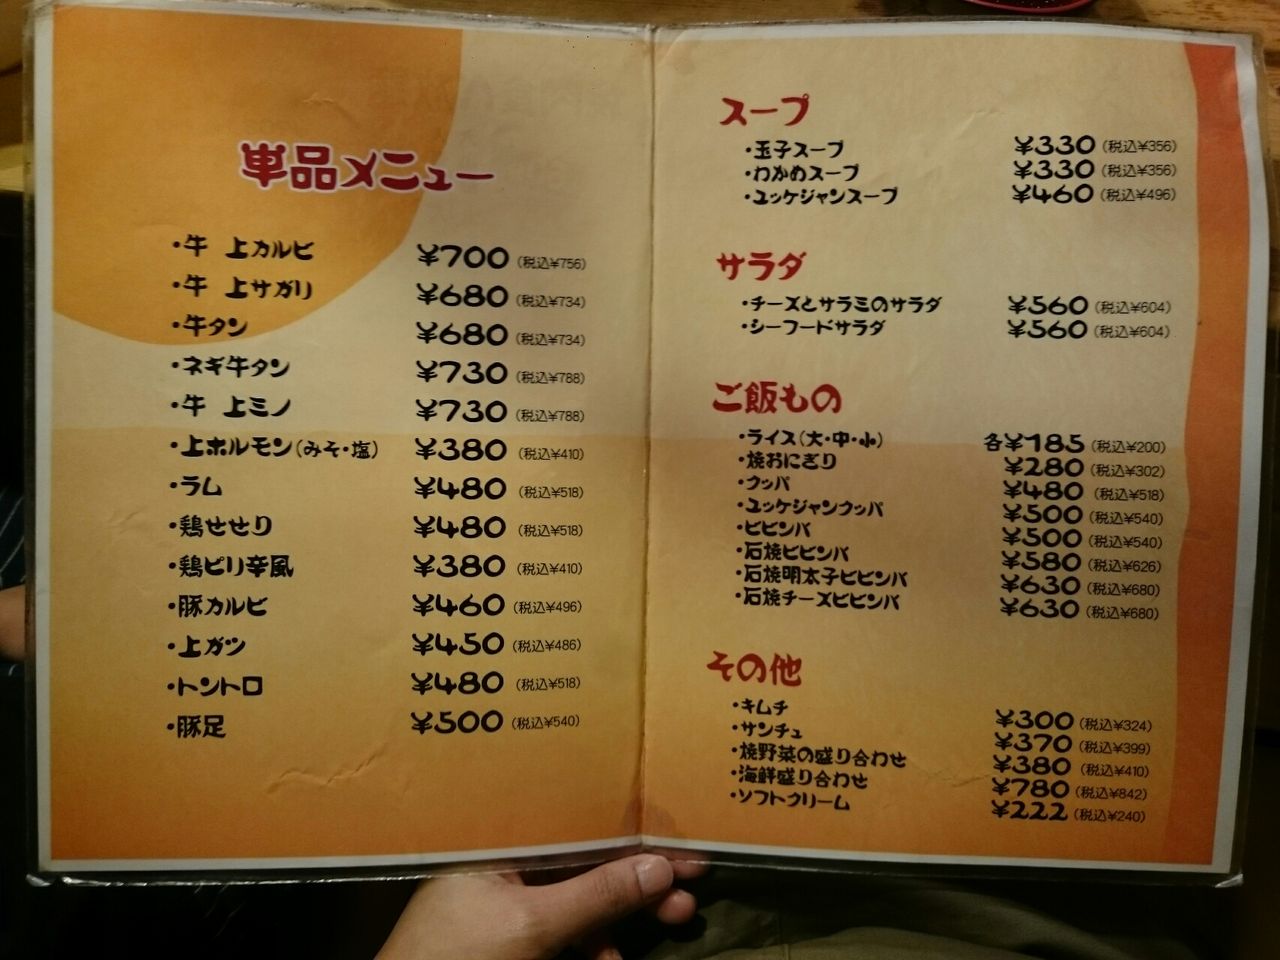 単品メニュー
・牛 上カルビ ¥700(税込¥756)
・牛 上サガリ ¥680(税込¥734)
・牛タン ¥680(税込¥734)
・ネギ牛タン ¥730(税込¥788)
・牛 上ミノ ¥730(税込¥788)
・上ホルモン(みそ・塩) ¥380(税込¥410)
・ラム ¥480(税込¥518)
・鶏せせり ¥480(税込¥518)
・鶏ピリ辛風 ¥380(税込¥410)
・豚カルビ ¥460(税込¥496)
・上ガツ ¥450(税込¥486)
・トントロ ¥480(税込¥518)
・豚足 ¥500(税込¥540)
スープ
・玉子スープ ¥330(税込¥356)
・わかめスープ ¥330(税込¥356)
・ユッケジャンスープ ¥460(税込¥496)
サラダ
・チーズとサラミのサラダ ¥560(税込¥604)
・シーフードサラダ ¥560(税込¥604)
ご飯もの
・ライス(大・中・小) 各¥185(税込¥200)
・焼おにぎり ¥280(税込¥302)
・クッパ ¥480(税込¥518)
・ユッケジャンクッパ ¥500(税込¥540)
・ビビンバ ¥500(税込¥540)
・石焼ビビンバ ¥580(税込¥626)
・石焼明太子ビビンバ ¥630(税込¥680)
・石焼チーズビビンバ ¥630(税込¥680)
その他
・キムチ ¥300(税込¥324)
・サンチュ ¥370(税込¥399)
・焼野菜の盛り合わせ ¥380(税込¥410)
・海鮮盛り合わせ ¥780(税込¥842)
・ソフトクリーム ¥222(税込¥240)